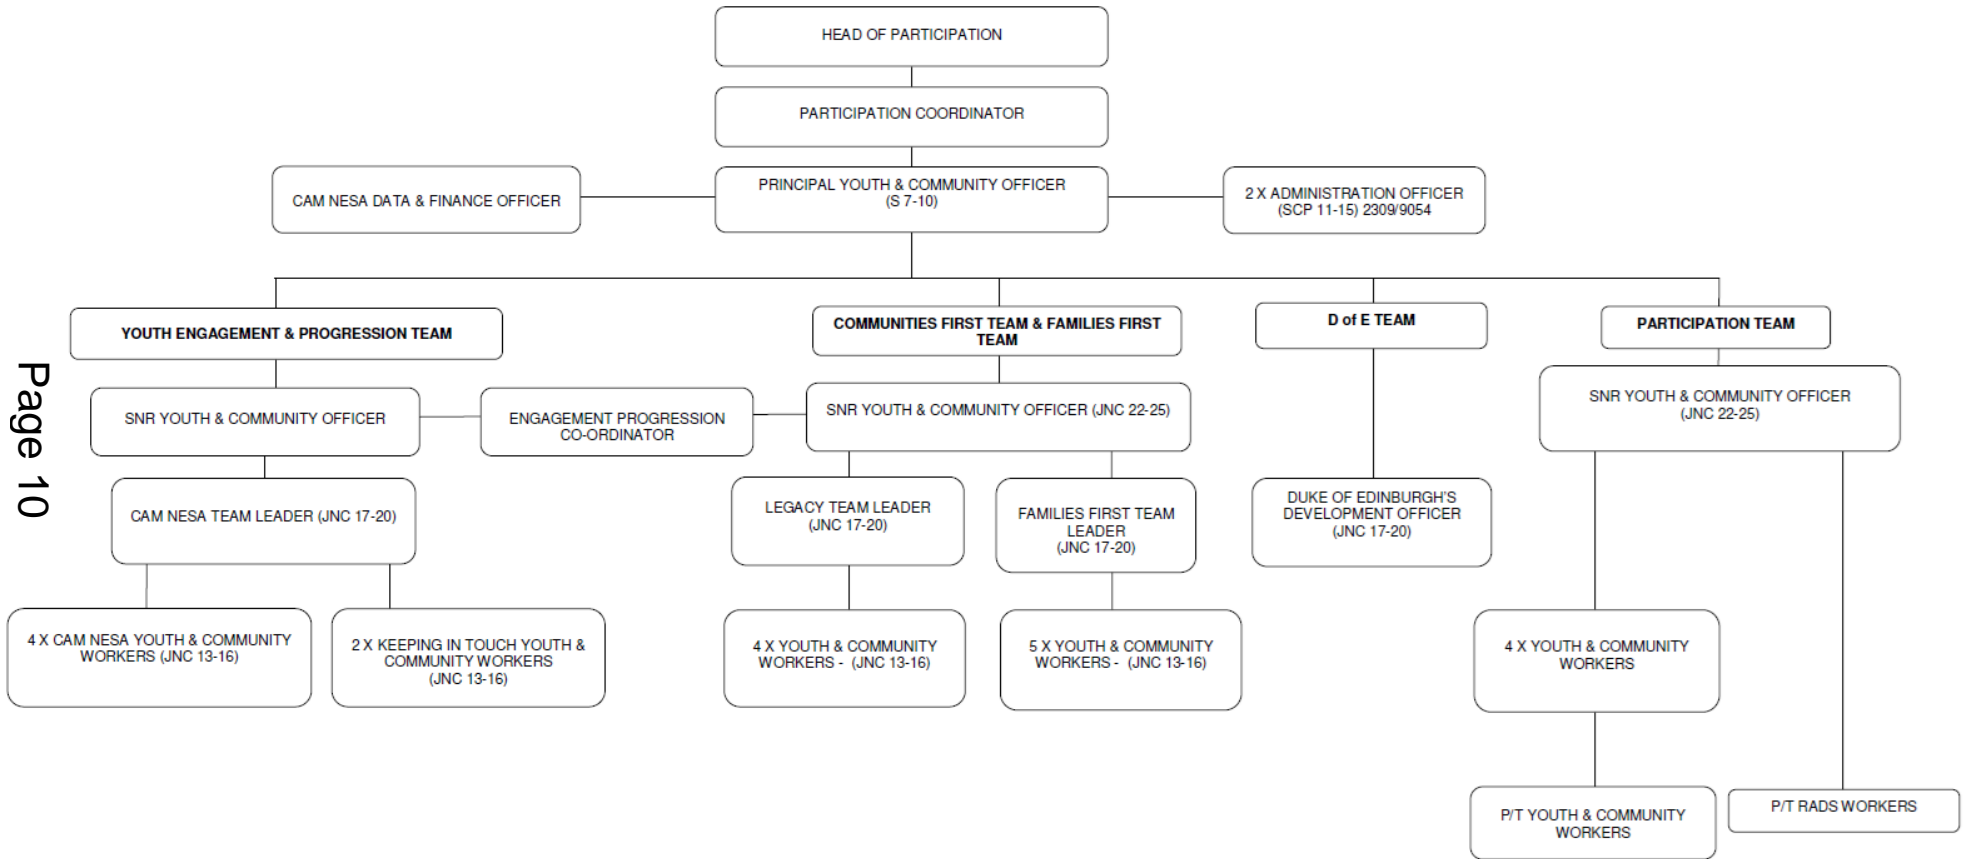 HEAD OF PARTICIPATION
PARTICIPATION COORDINATOR
CAM NESA DATA & FINANCE OFFICER
PRINCIPAL YOUTH & COMMUNITY OFFICER
(S 7-10)
2 X ADMINISTRATION OFFICER
(SCP 11-15) 2309/9054
YOUTH ENGAGEMENT & PROGRESSION TEAM
COMMUNITIES FIRST TEAM & FAMILIES FIRST
TEAM
D of E TEAM
PARTICIPATION TEAM
SNR YOUTH & COMMUNITY OFFICER
ENGAGEMENT PROGRESSION
CO-ORDINATOR
SNR YOUTH & COMMUNITY OFFICER (JNC 22-25)
SNR YOUTH & COMMUNITY OFFICER
(JNC 22-25)
CAM NESA TEAM LEADER (JNC 17-20)
LEGACY TEAM LEADER
(JNC 17-20)
FAMILIES FIRST TEAM
LEADER
(JNC 17-20)
DUKE OF EDINBURGH'S
DEVELOPMENT OFFICER
(JNC 17-20)
4 X CAM NESA YOUTH & COMMUNITY
WORKERS (JNC 13-16)
2 X KEEPING IN TOUCH YOUTH &
COMMUNITY WORKERS
(JNC 13-16)
4 X YOUTH & COMMUNITY
WORKERS - (JNC 13-16)
5 X YOUTH & COMMUNITY
WORKERS - (JNC 13-16)
4 X YOUTH & COMMUNITY
WORKERS
P/T YOUTH & COMMUNITY
WORKERS
P/T RADS WORKERS
Page 10